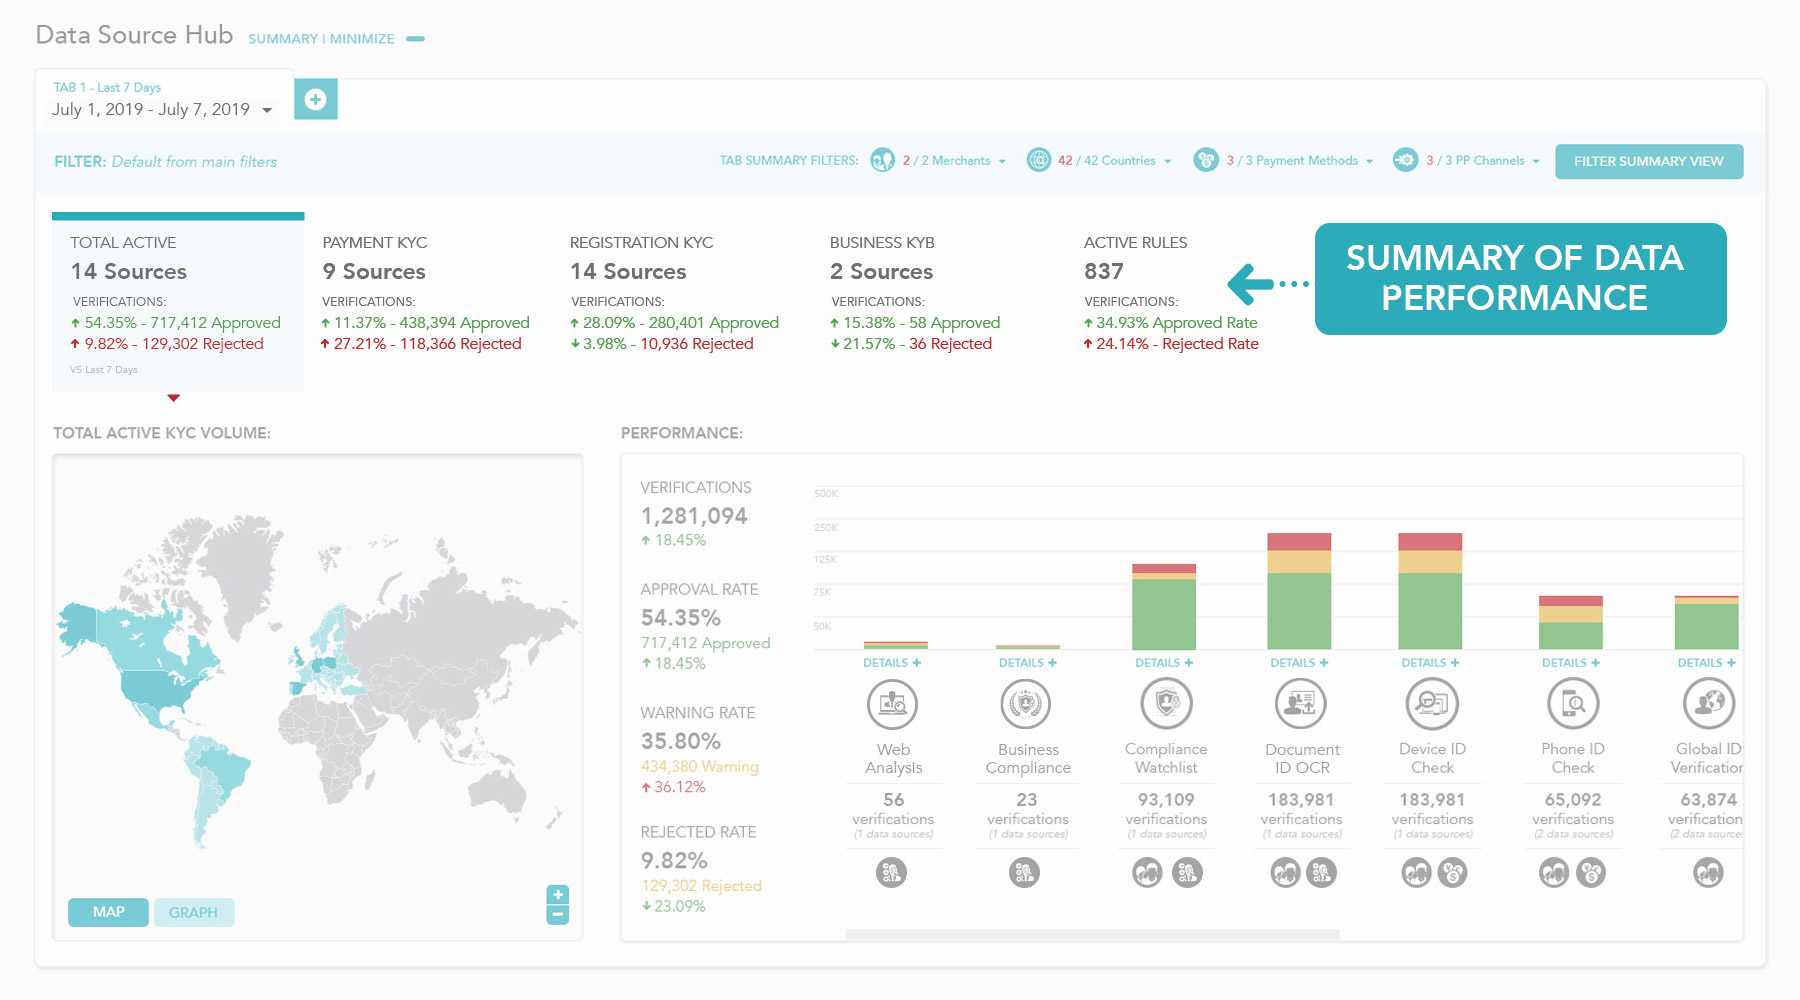 Data Source Hub SUMMARY | MINIMIZE
TAB 1 - Last 7 Days
July 1, 2019 - July 7, 2019
FILTER: Default from main filters
TAB SUMMARY FILTERS: 2 / 2 Merchants 42 / 42 Countries 3 / 3 Payment Methods 3 / 3 PP Channels FILTER SUMMARY VIEW
TOTAL ACTIVE
14 Sources
VERIFICATIONS:
54.35% - 717,412 Approved
9.82% - 129,302 Rejected
VS Last 7 Days
PAYMENT KYC
9 Sources
VERIFICATIONS:
11.37% - 438,394 Approved
27.21% - 118,366 Rejected
REGISTRATION KYC
14 Sources
VERIFICATIONS:
28.09% - 280,401 Approved
3.98% - 10,936 Rejected
BUSINESS KYB
2 Sources
VERIFICATIONS:
15.38% - 58 Approved
21.57% - 36 Rejected
ACTIVE RULES
837
VERIFICATIONS:
34.93% Approved Rate
24.14% - Rejected Rate
SUMMARY OF DATA
PERFORMANCE
TOTAL ACTIVE KYC VOLUME:
MAP GRAPH
PERFORMANCE:
VERIFICATIONS
1,281,094
18.45%
APPROVAL RATE
54.35%
717,412 Approved
18.45%
WARNING RATE
35.80%
434,380 Warning
36.12%
REJECTED RATE
9.82%
129,302 Rejected
23.09%
500K
250K
125K
75K
50K
DETAILS +
Web
Analysis
56
verifications
(1 data sources)
DETAILS +
Business
Compliance
23
verifications
(1 data sources)
DETAILS +
Compliance
Watchlist
93,109
verifications
(1 data sources)
DETAILS +
Document
ID OCR
183,981
verifications
(1 data sources)
DETAILS +
Device ID
Check
183,981
verifications
(1 data sources)
DETAILS +
Phone ID
Check
65,092
verifications
(2 data sources)
DETAILS +
Global ID
Verification
63,874
verification
(2 data source